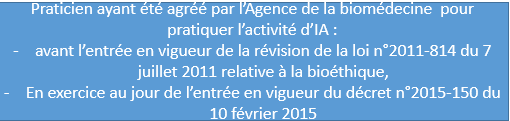 Praticien ayant été agréé par l'Agence de la biomédecine  pour
pratiquer l'activité d'IA :
- avant l'entrée en vigueur de la révision de la loi n°2011-814 du 7
juillet 2011 relative à la bioéthique,
- En exercice au jour de l'entrée en vigueur du décret n°2015-150 du
10 février 2015